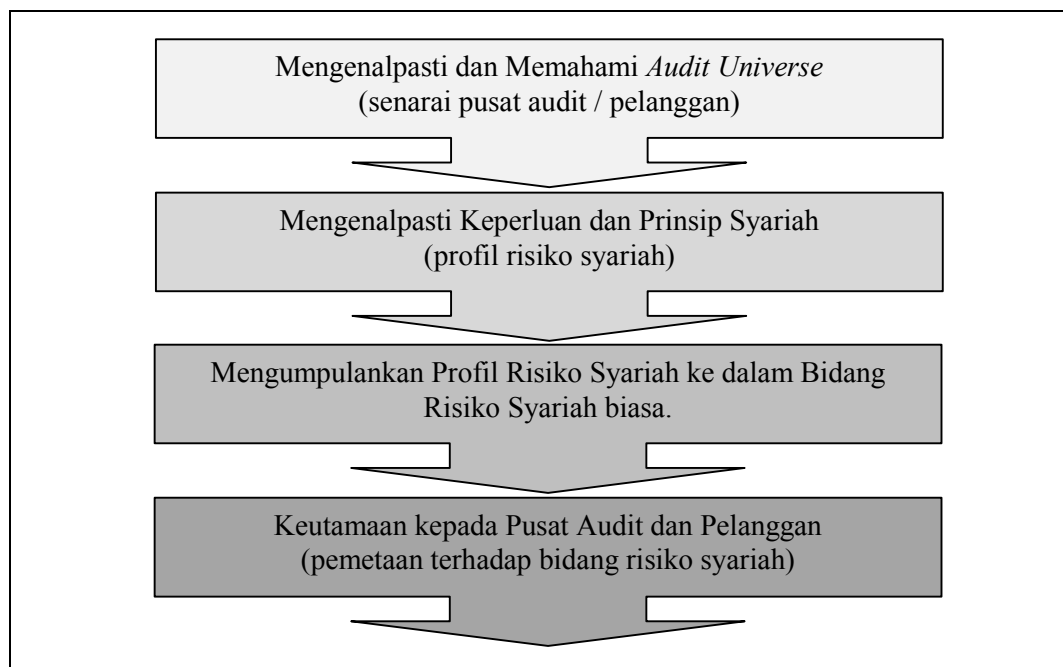 Mengenalpasti dan Memahami Audit Universe
(senarai pusat audit / pelanggan)
Mengenalpasti Keperluan dan Prinsip Syariah
(profil risiko syariah)
Mengumpulankan Profil Risiko Syariah ke dalam Bidang
Risiko Syariah biasa.
Keutamaan kepada Pusat Audit dan Pelanggan
(pemetaan terhadap bidang risiko syariah)